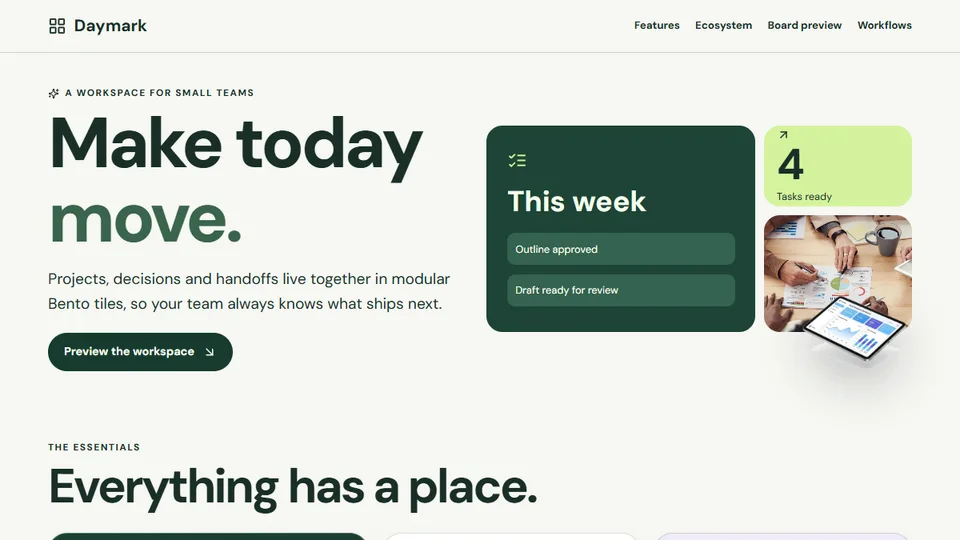 Daymark
Features
Ecosystem
Board preview
Workflows
A WORKSPACE FOR SMALL TEAMS
Make today
move.
Projects, decisions and handoffs live together in modular
Bento tiles, so your team always knows what ships next.
Preview the workspace
This week
Outline approved
Draft ready for review
4
Tasks ready
THE ESSENTIALS
Everything has a place.